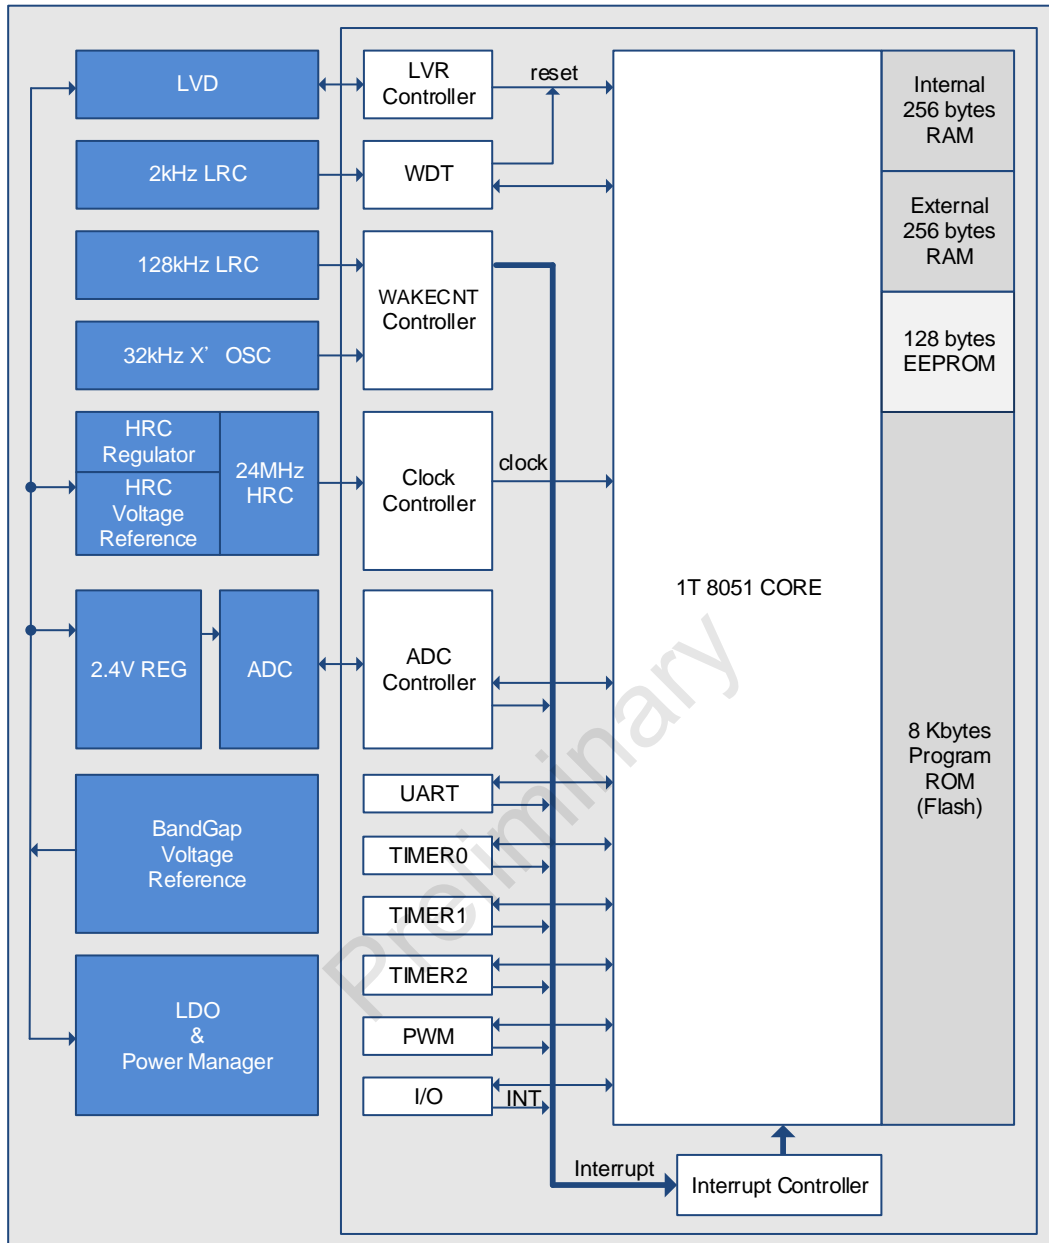 LVD
LVR
Controller
reset
Internal
256 bytes
RAM
2kHz LRC
WDT
External
256 bytes
RAM
128kHz LRC
WAKECNT
Controller
32kHz X’ OSC
128 bytes
EEPROM
HRC
Regulator
HRC
Voltage
Reference
24MHz
HRC
Clock
Controller
clock
1T 8051 CORE
2.4V REG
ADC
ADC
Controller
8 Kbytes
Program
ROM
(Flash)
UART
BandGap
Voltage
Reference
TIMER0
TIMER1
TIMER2
LDO
&
Power Manager
PWM
I/O
INT
Interrupt
Interrupt Controller
Preliminary